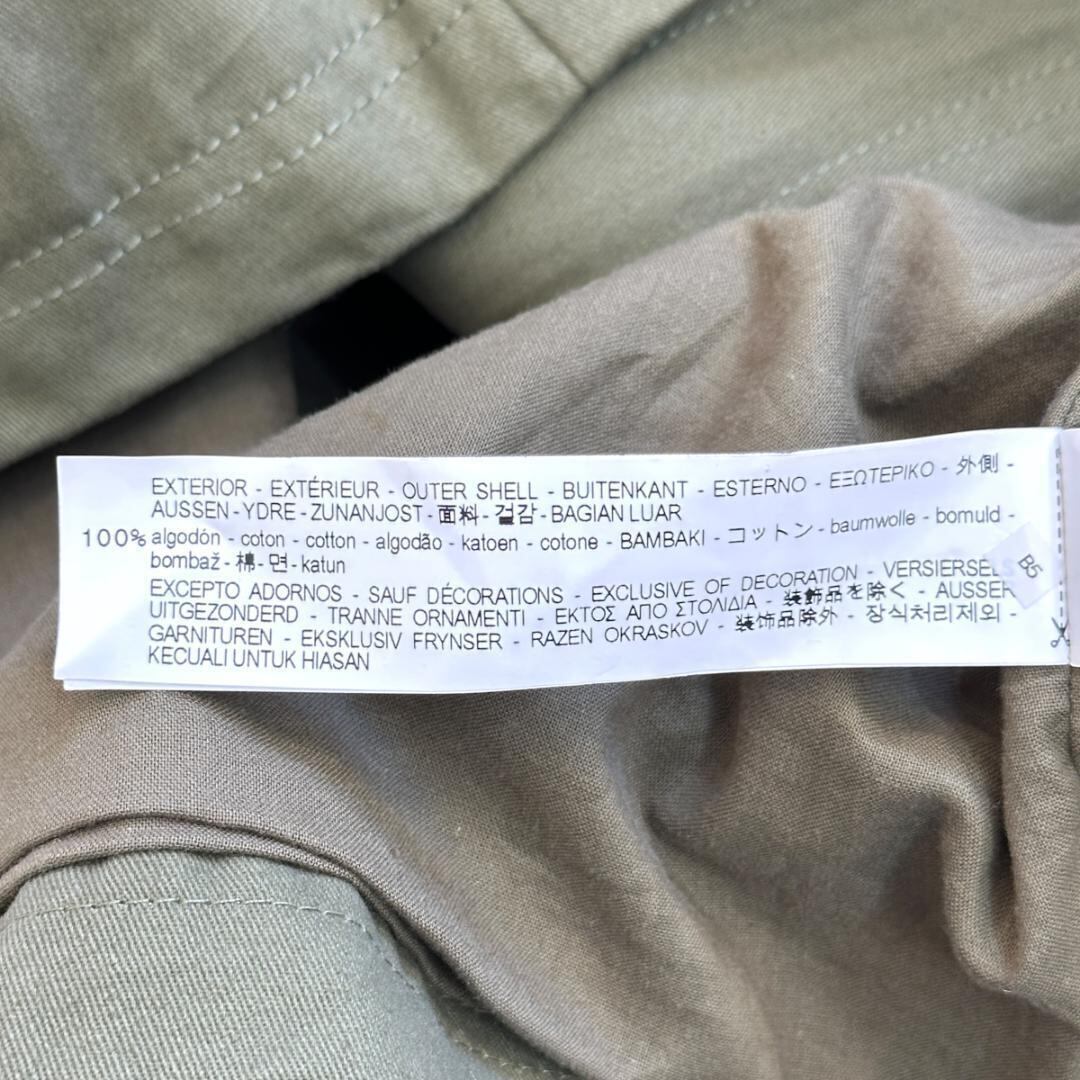 EXTERIOR - EXTÉRIEUR - OUTER SHELL - BUITENKANT - ESTERNO - ΕΞΩΤΕΡΙΚΟ - 外側 -
AUSSEN - YDRE - ZUNANJOST - 面料 - 겉감 - BAGIAN LUAR
100% algodón - coton - cotton - algodão - katoen - cotone - BAMBAKI - コットン - baumwolle - bomuld -
bombaž - 棉 - 면 - katun
EXCEPTO ADORNOS - SAUF DÉCORATIONS - EXCLUSIVE OF DECORATION - VERSIERSELS
UITGEZONDERD - TRANNE ORNAMENTI - ΕΚΤΟΣ ΑΠΟ ΣΤΟΛΙΔΙΑ - 装飾品を除く - AUSSER
GARNITUREN - EKSKLUSIV FRYNSER - RAZEN OKRASKOV - 装饰品除外 - 장식처리제외 -
KECUALI UNTUK HIASAN
B5